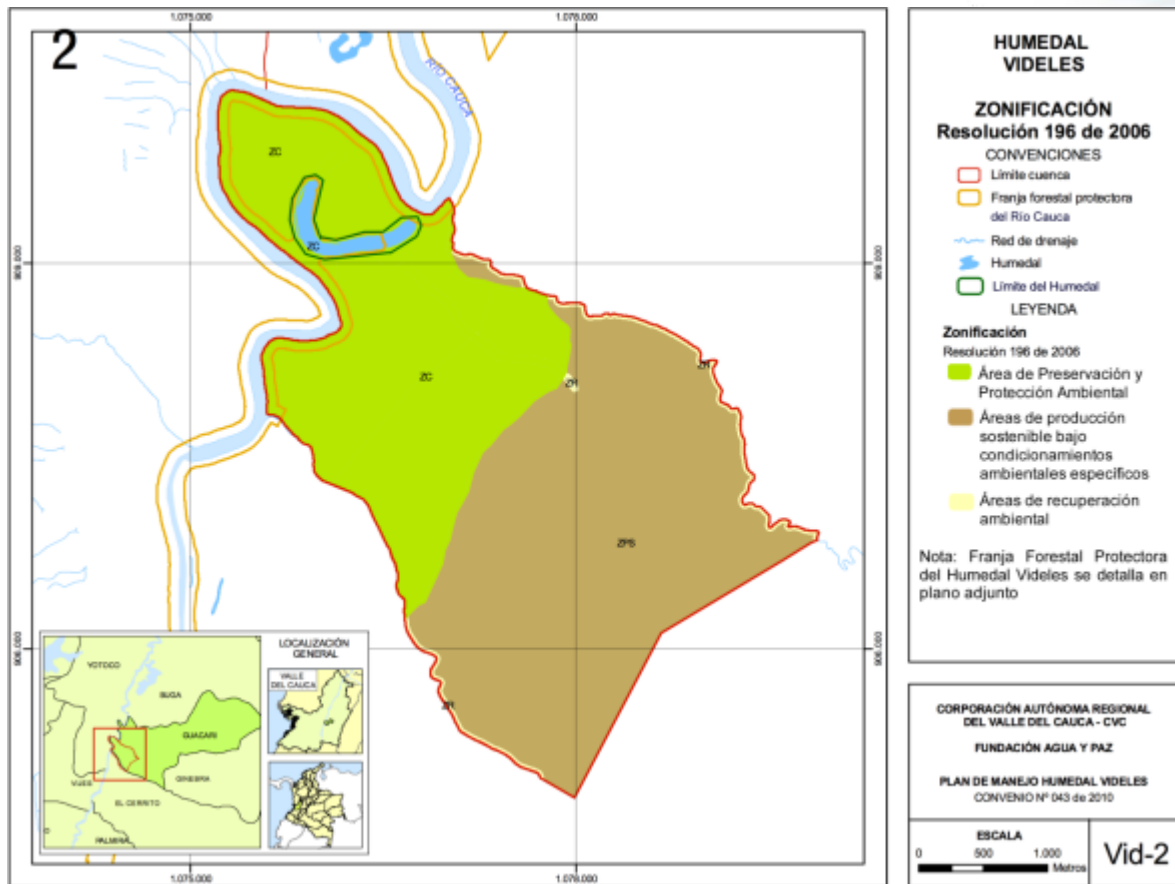 2
1.075.000
1.078.000
RÍO CAUCA
ZC
ZC
909.000
909.000
ZC
ZR
ZR
ZPS
906.000
906.000
ZR
1.075.000
1.078.000
LOCALIZACIÓN
GENERAL
VALLE
DEL CAUCA
YOTOCO
BUGA
GUACARI
GINEBRA
VIJES
EL CERRITO
PALMIRA
HUMEDAL
VIDELES
ZONIFICACIÓN
Resolución 196 de 2006
CONVENCIONES
Límite cuenca
Franja forestal protectora
del Río Cauca
Red de drenaje
Humedal
Límite del Humedal
LEYENDA
Zonificación
Resolución 196 de 2006
Área de Preservación y
Protección Ambiental
Áreas de producción
sostenible bajo
condicionamientos
ambientales específicos
Áreas de recuperación
ambiental
Nota: Franja Forestal Protectora
del Humedal Videles se detalla en
plano adjunto
CORPORACIÓN AUTÓNOMA REGIONAL
DEL VALLE DEL CAUCA - CVC
FUNDACIÓN AGUA Y PAZ
PLAN DE MANEJO HUMEDAL VIDELES
CONVENIO Nº 043 de 2010
ESCALA
0 500 1.000
Metros
Vid-2